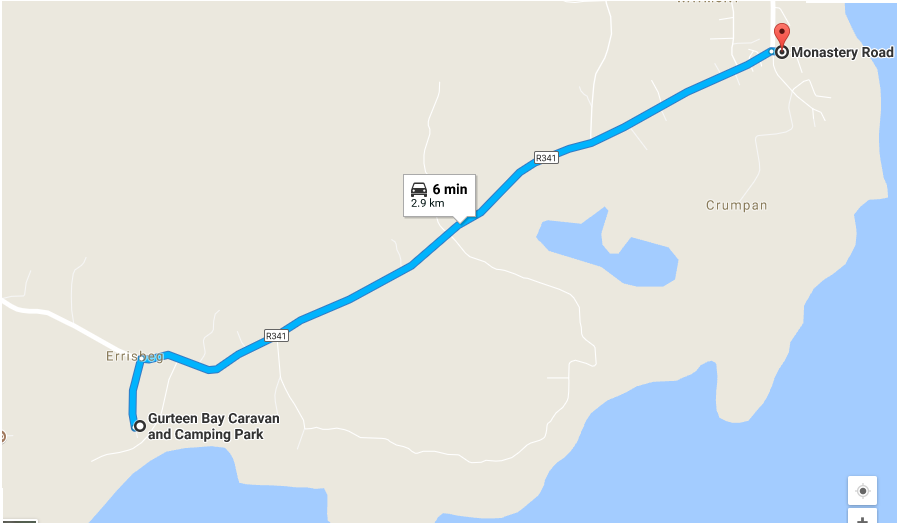 Monastery Road
R341
6 min
2.9 km
Crumpan
R341
Errisbeg
Gurteen Bay Caravan
and Camping Park